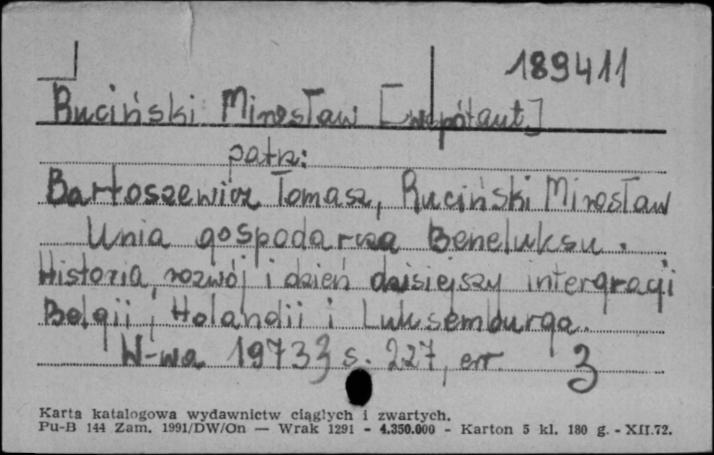 189411
Ruciński Mirosław [współaut.]
patrz:
Bartoszewicz Tomasz, Ruciński Mirosław
Unia gospodarcza Beneluksu.
Historia, rozwój i dzień dzisiejszy intergracji
Belgii, Holandii i Luksemburga.
W-wa 1973 s. 227, err. 3
Karta katalogowa wydawnictw ciągłych i zwartych.
Pu-B 144 Zam. 1991/DW/On — Wrak 1291 - 4.350.000 - Karton 5 kl. 180 g. - XII.72.